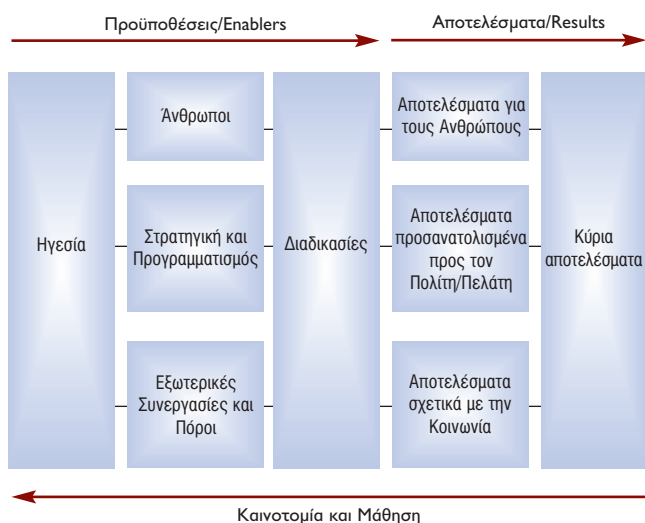 Προϋποθέσεις/Enablers
Αποτελέσματα/Results
Ηγεσία
Άνθρωποι
Στρατηγική και
Προγραμματισμός
Εξωτερικές
Συνεργασίες και
Πόροι
Διαδικασίες
Αποτελέσματα για
τους Ανθρώπους
Αποτελέσματα
προσανατολισμένα
προς τον
Πολίτη/Πελάτη
Αποτελέσματα
σχετικά με την
Κοινωνία
Κύρια
αποτελέσματα
Καινοτομία και Μάθηση